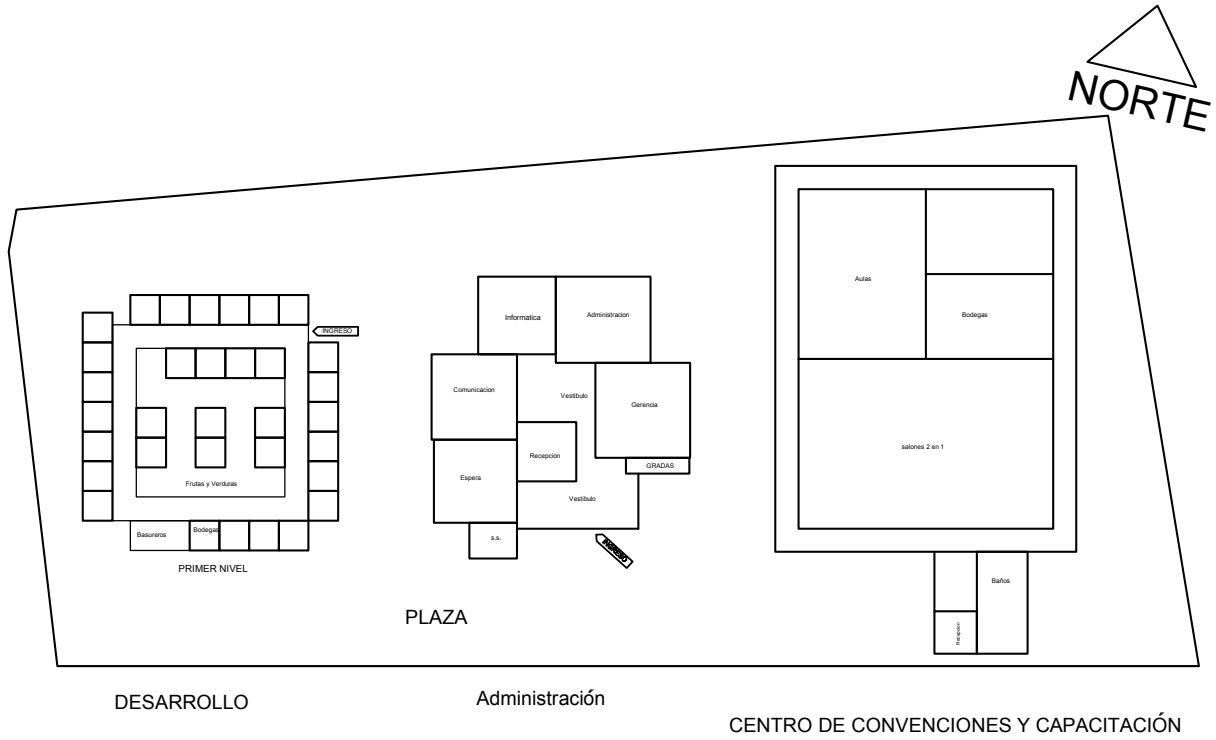 NORTE
Aulas
Bodegas
salones 2 en 1
Informatica
Administracion
INGRESO
Comunicacion
Vestibulo
Gerencia
Recepcion
GRADAS
Espera
Vestibulo
s.s.
INGRESO
Frutas y Verduras
Basureros
Bodegas
PRIMER NIVEL
Baños
Recepcion
PLAZA
DESARROLLO
Administración
CENTRO DE CONVENCIONES Y CAPACITACIÓN